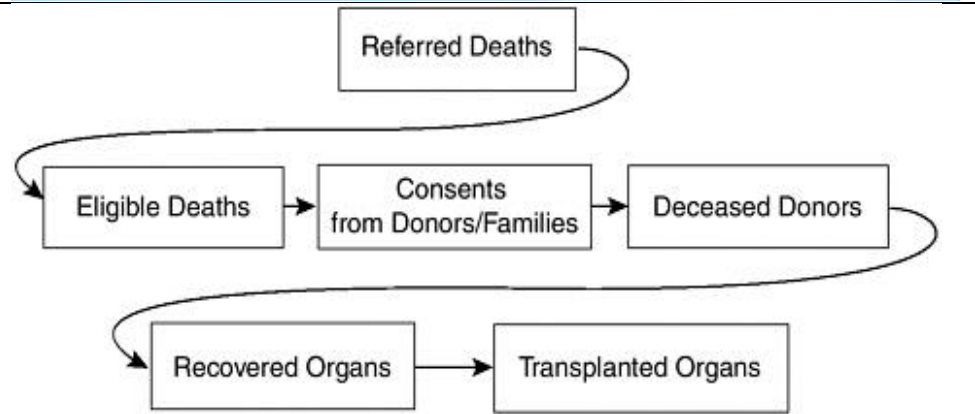 Referred Deaths
Eligible Deaths
Consents
from Donors/Families
Deceased Donors
Recovered Organs
Transplanted Organs